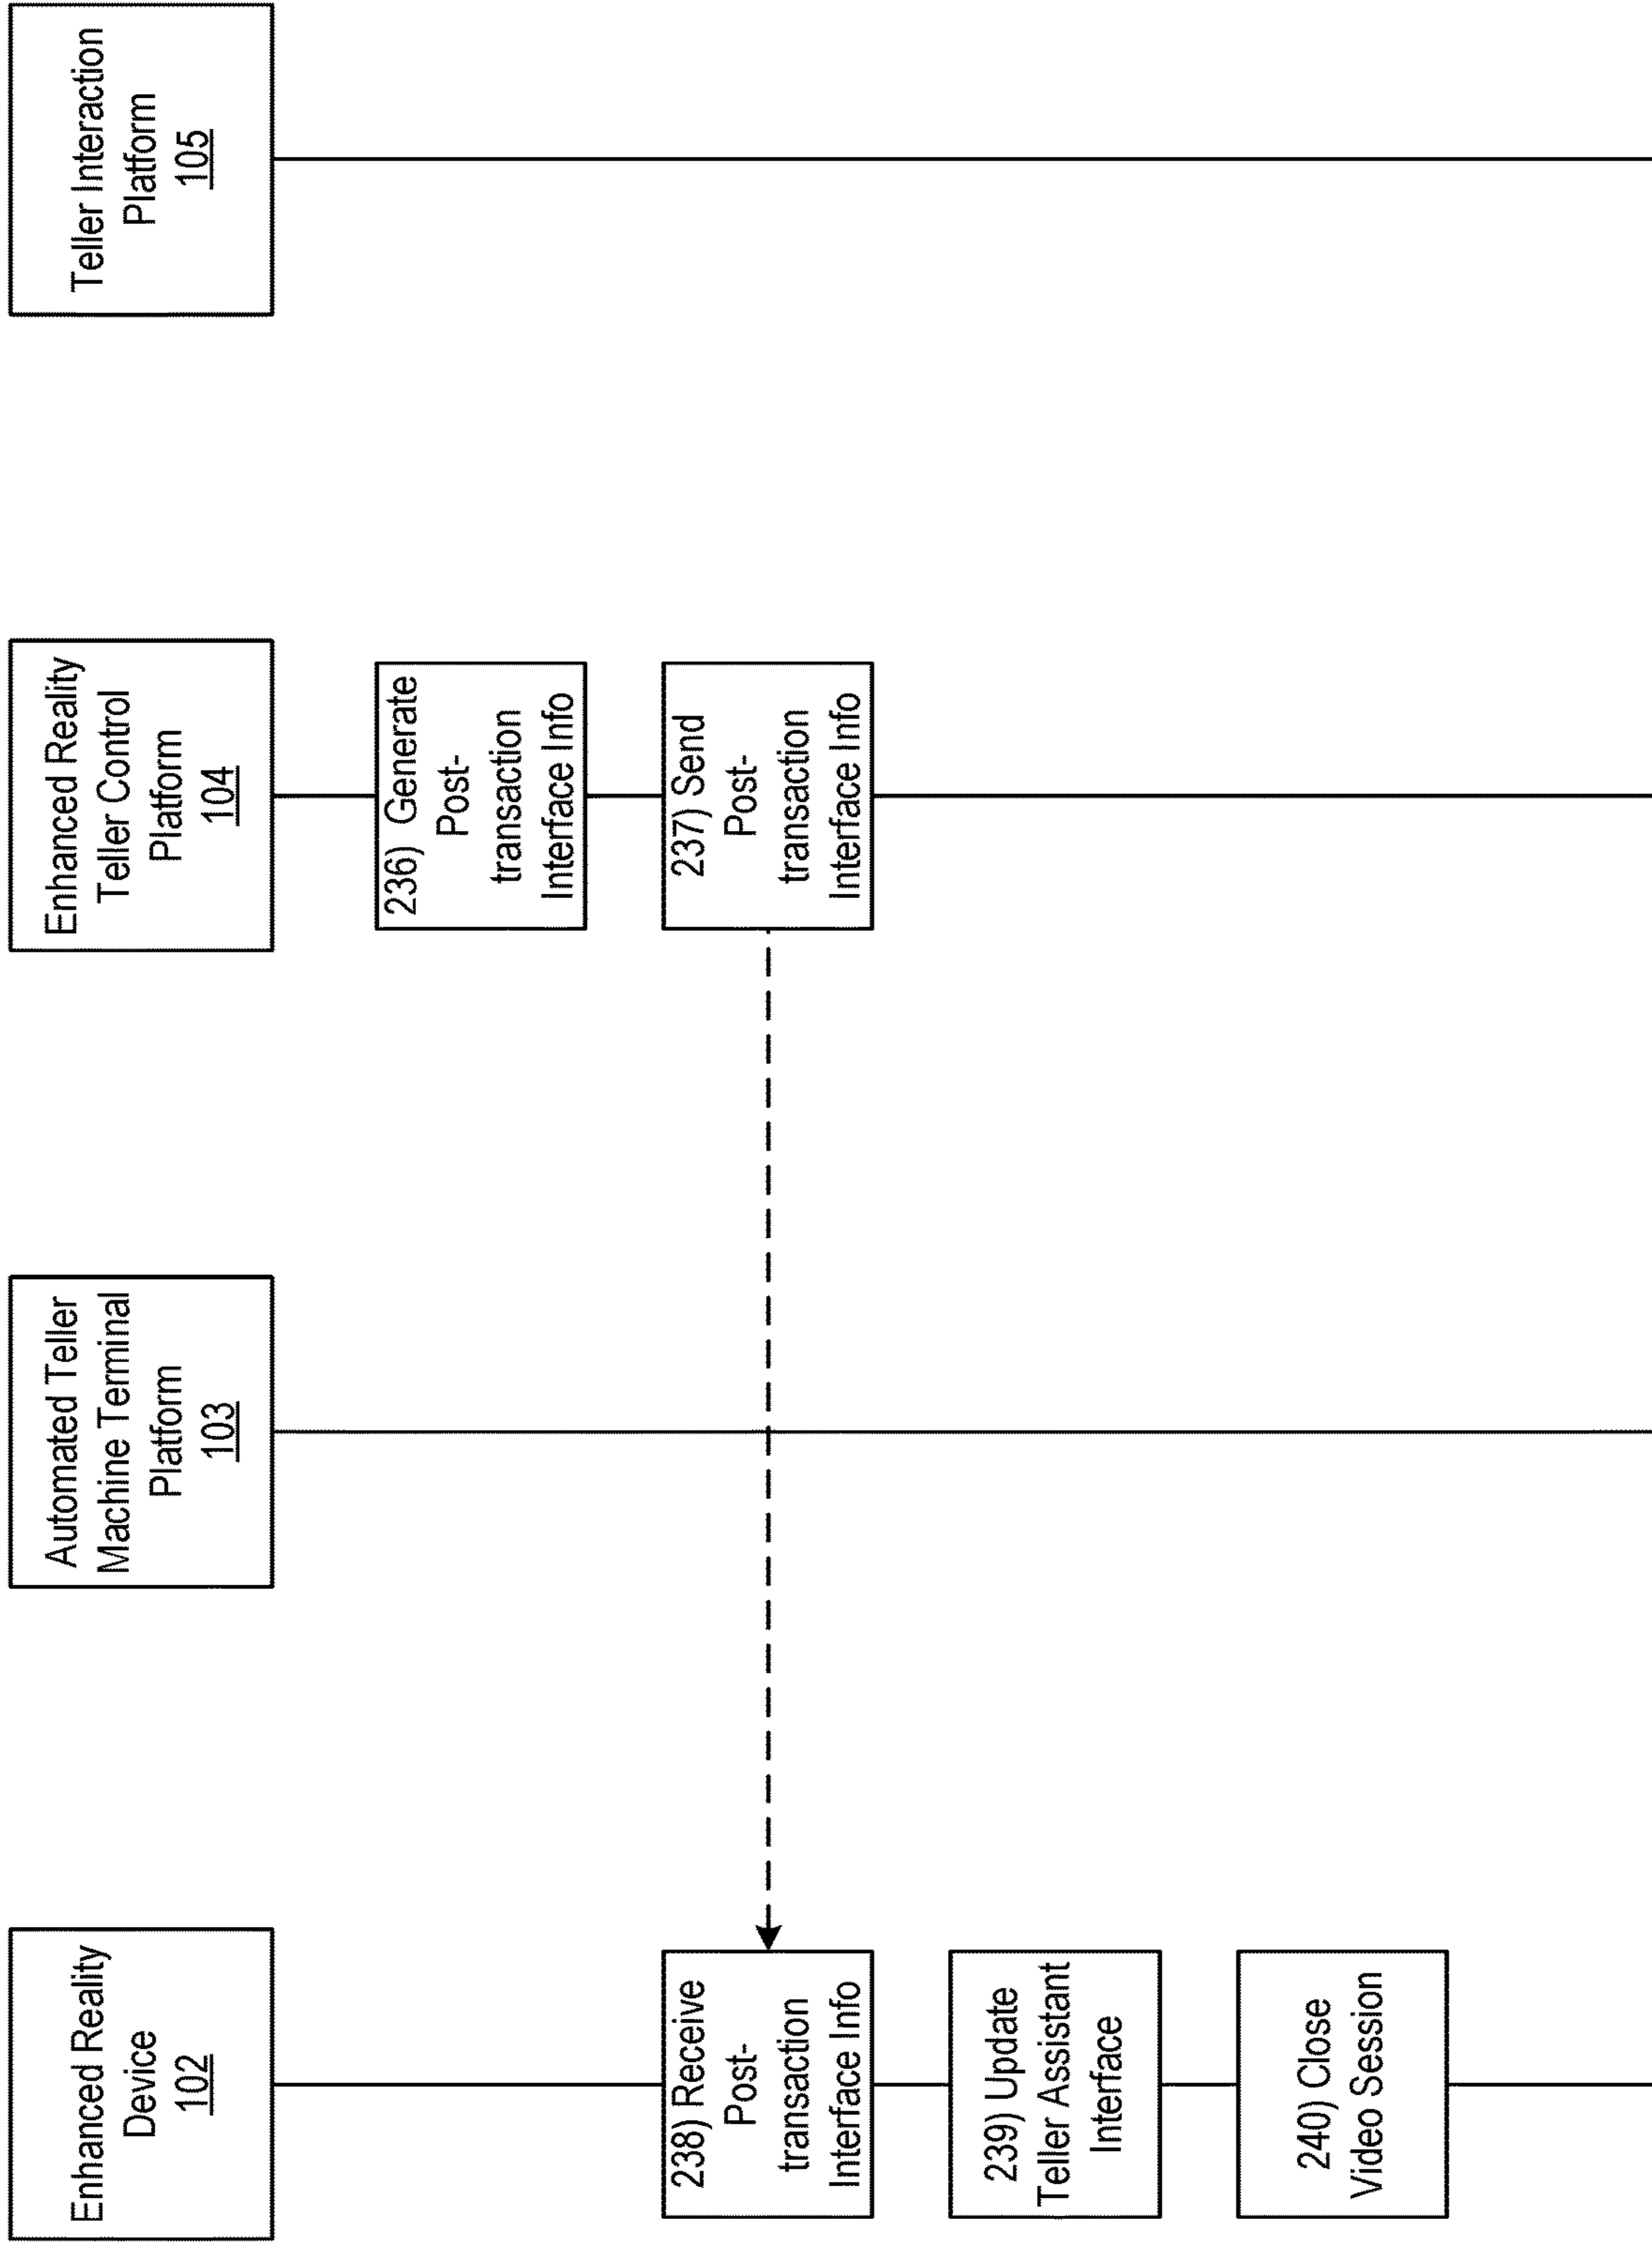 Enhanced Reality
Device
102
Automated Teller
Machine Terminal
Platform
103
Enhanced Reality
Teller Control
Platform
104
Teller Interaction
Platform
105
236) Generate
Post-
transaction
Interface Info
237) Send
Post-
transaction
Interface Info
238) Receive
Post-
transaction
Interface Info
239) Update
Teller Assistant
Interface
240) Close
Video Session